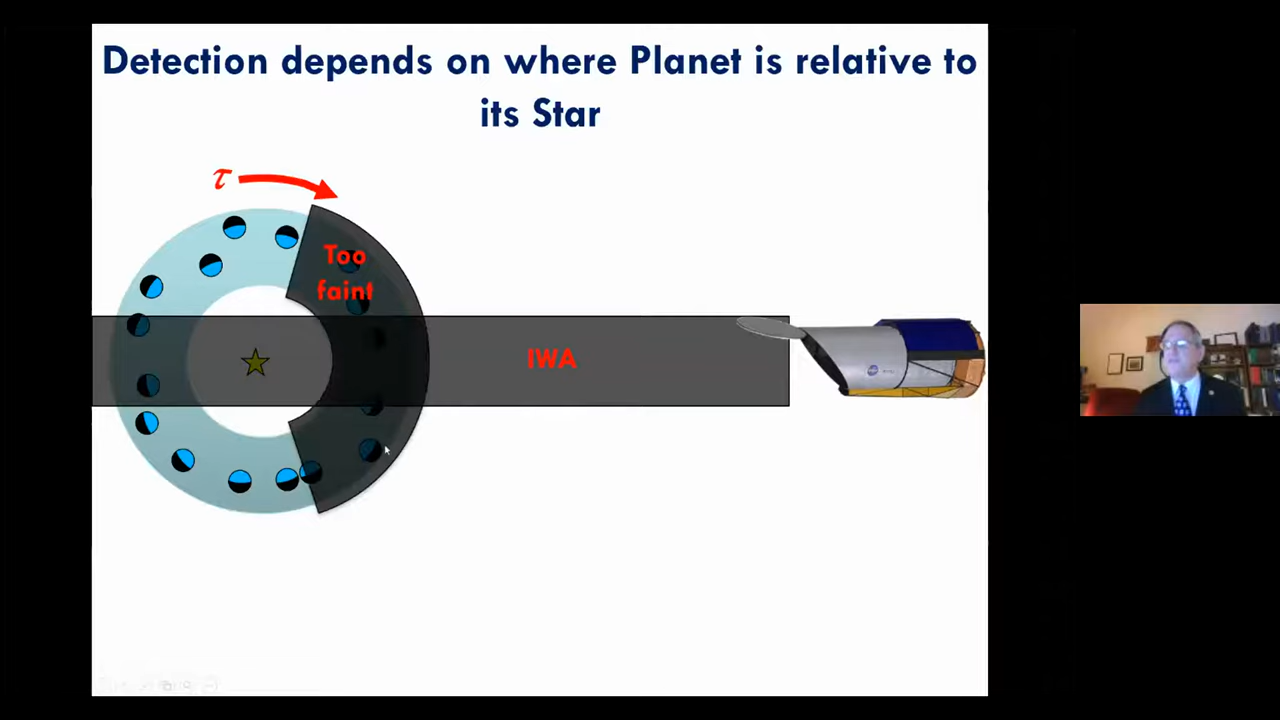 Detection depends on where Planet is relative to
its Star
τ
Too
faint
IWA